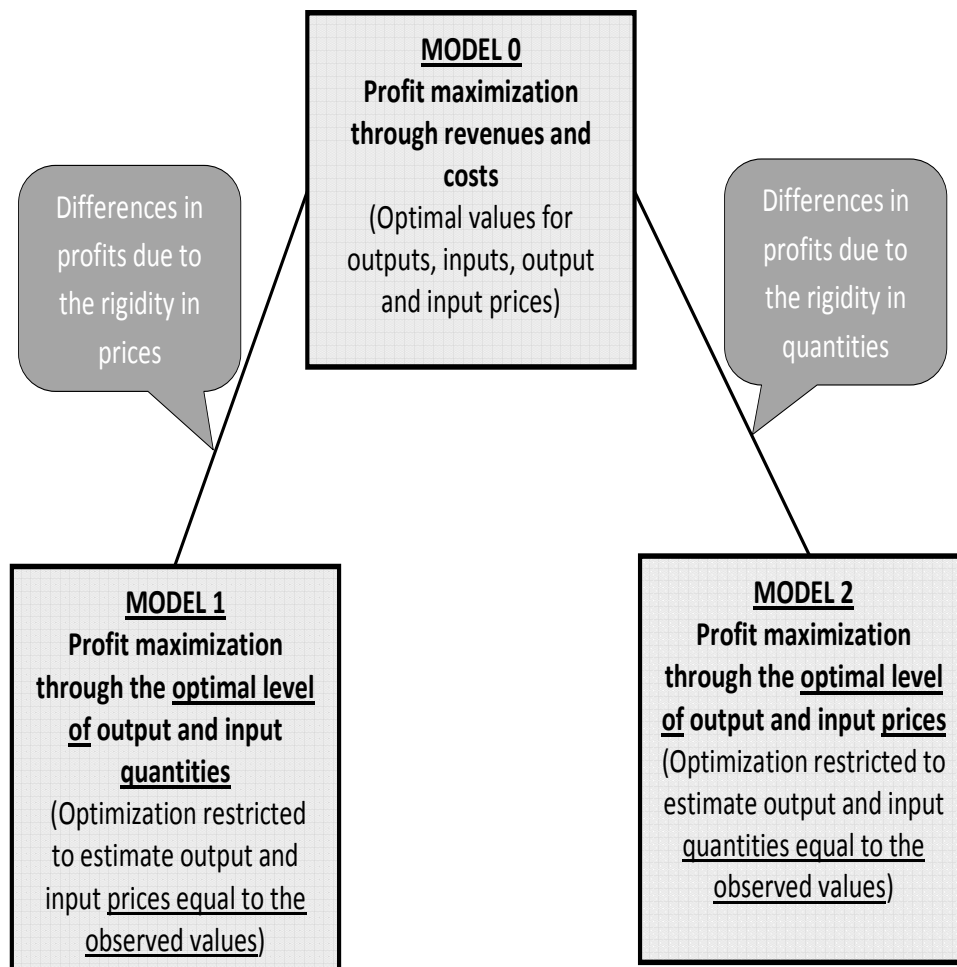 MODEL 0
Profit maximization
through revenues and
costs
(Optimal values for
outputs, inputs, output
and input prices)
Differences in
profits due to
the rigidity in
prices
Differences in
profits due to
the rigidity in
quantities
MODEL 1
Profit maximization
through the optimal level
of output and input
quantities
(Optimization restricted
to estimate output and
input prices equal to the
observed values)
MODEL 2
Profit maximization
through the optimal level
of output and input prices
(Optimization restricted to
estimate output and input
quantities equal to the
observed values)